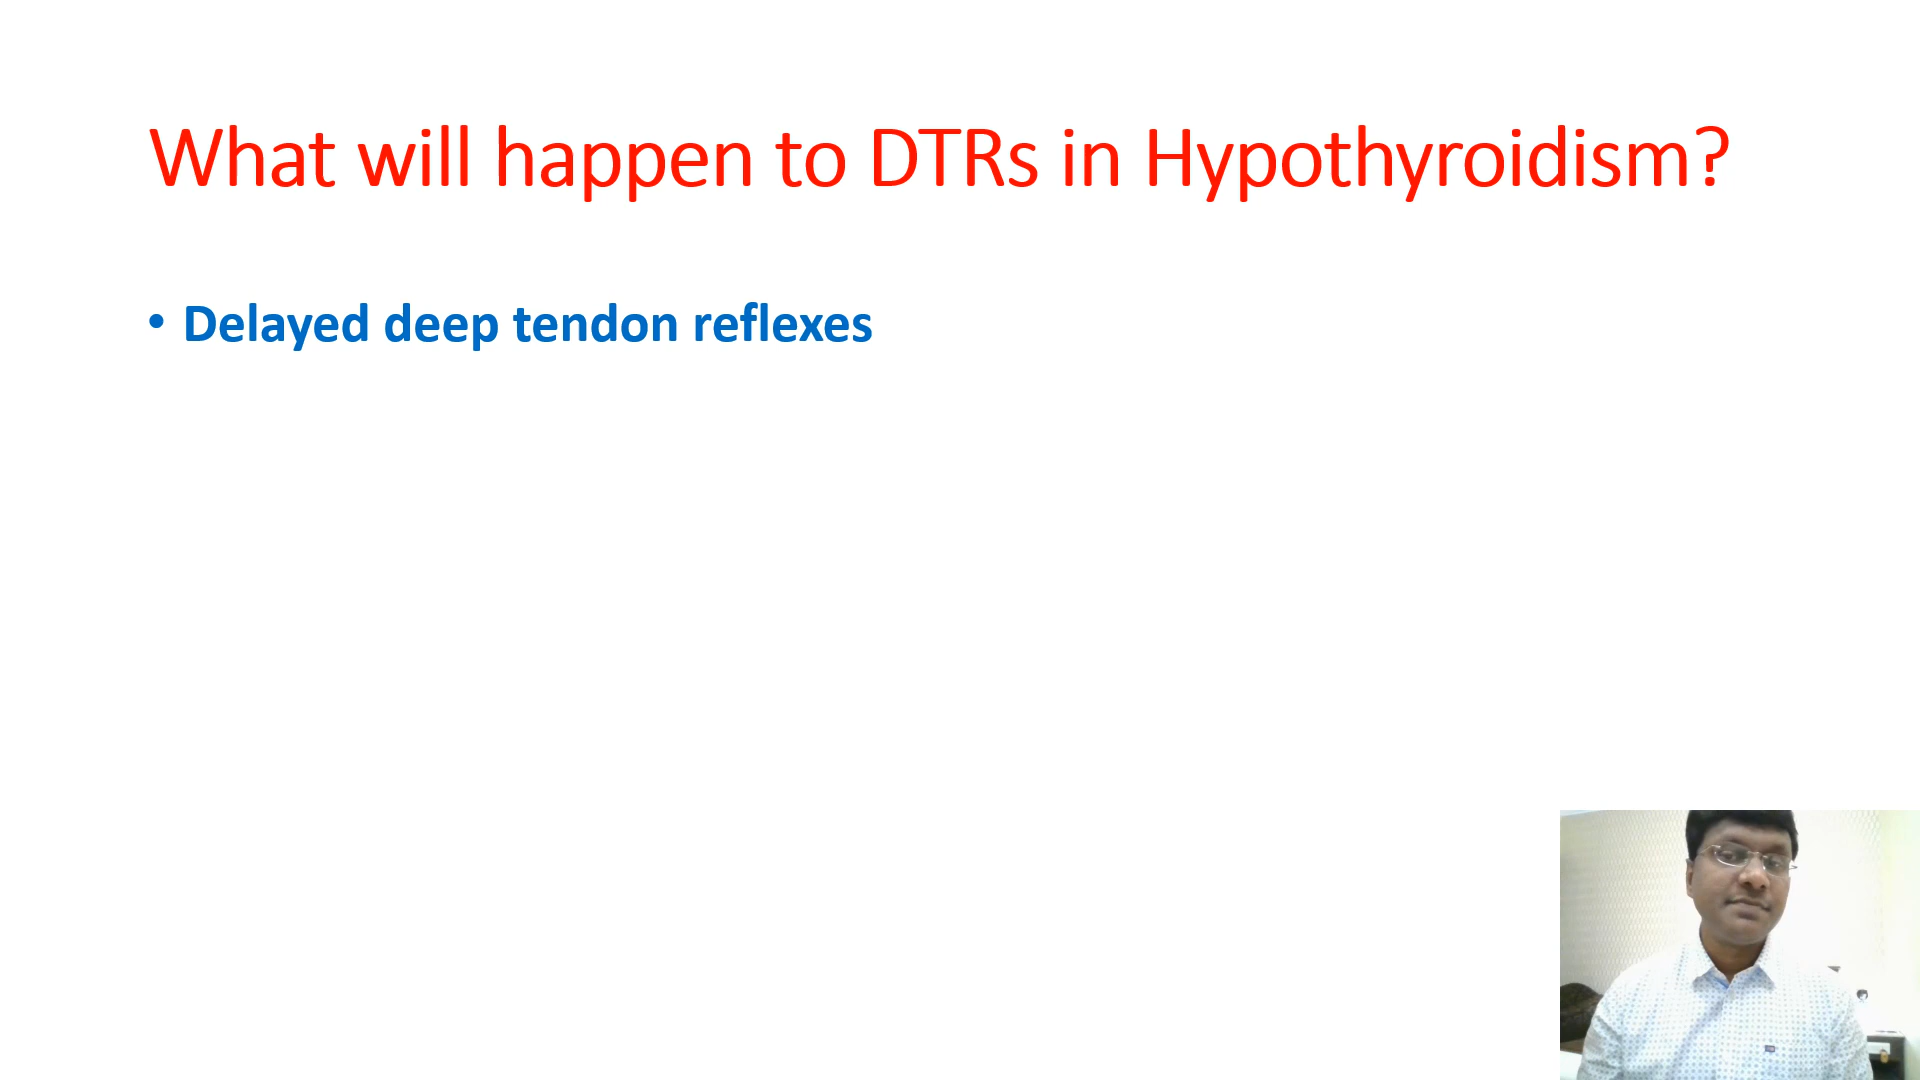 What will happen to DTRs in Hypothyroidism?
• Delayed deep tendon reflexes